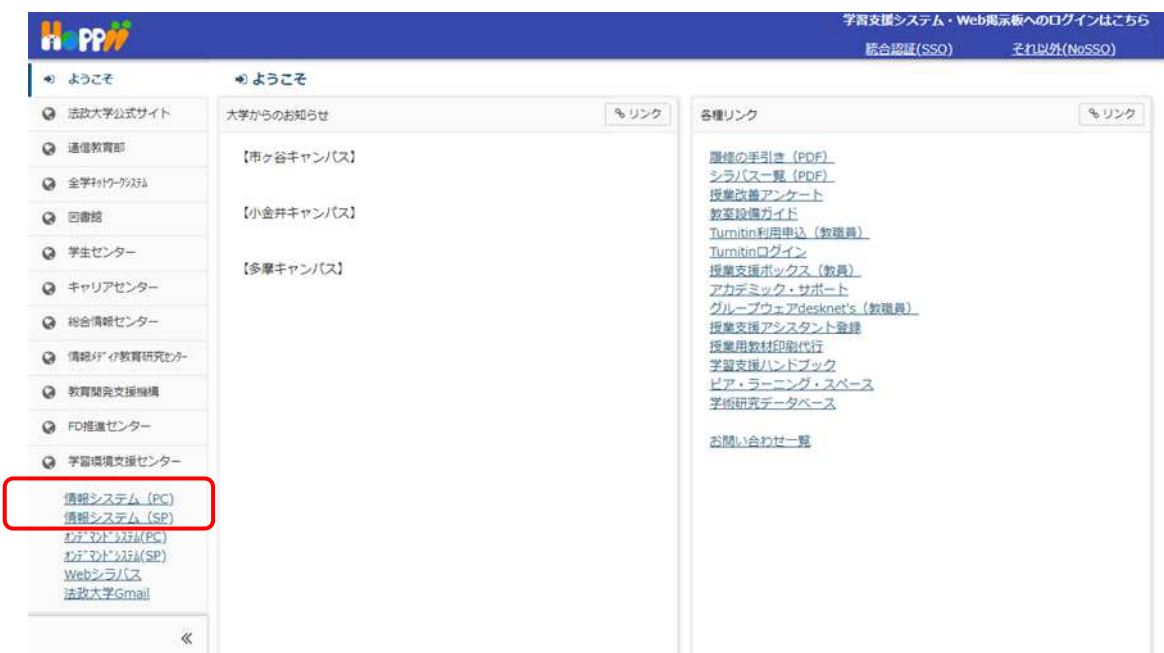 Hoppii
学習支援システム・Web掲示板へのログインはこちら
統合認証(SSO)
それ以外(NoSSO)
ようこそ
法政大学公式サイト
通信教育部
全学ﾈｯﾄﾜｰｸｼｽﾃﾑ
図書館
学生センター
キャリアセンター
総合情報センター
情報ﾒﾃﾞｨｱ教育研究ｾﾝﾀｰ
教育開発支援機構
FD推進センター
学習環境支援センター
情報システム（PC)
情報システム（SP)
ｵﾝﾃﾞﾏﾝﾄﾞｼｽﾃﾑ(PC)
ｵﾝﾃﾞﾏﾝﾄﾞｼｽﾃﾑ(SP)
Webシラバス
法政大学Gmail
ようこそ
大学からのお知らせ
リンク
【市ヶ谷キャンパス】
【小金井キャンパス】
【多摩キャンパス】
各種リンク
リンク
履修の手引き（PDF）
シラバス一覧（PDF）
授業改善アンケート
教室設備ガイド
Turnitin利用申込（教職員）
Turnitinログイン
授業支援ボックス（教員）
アカデミック・サポート
グループウェアdesknet's（教職員）
授業支援アシスタント登録
授業用教材印刷代行
学習支援ハンドブック
ピア・ラーニング・スペース
学術研究データベース
お問い合わせ一覧